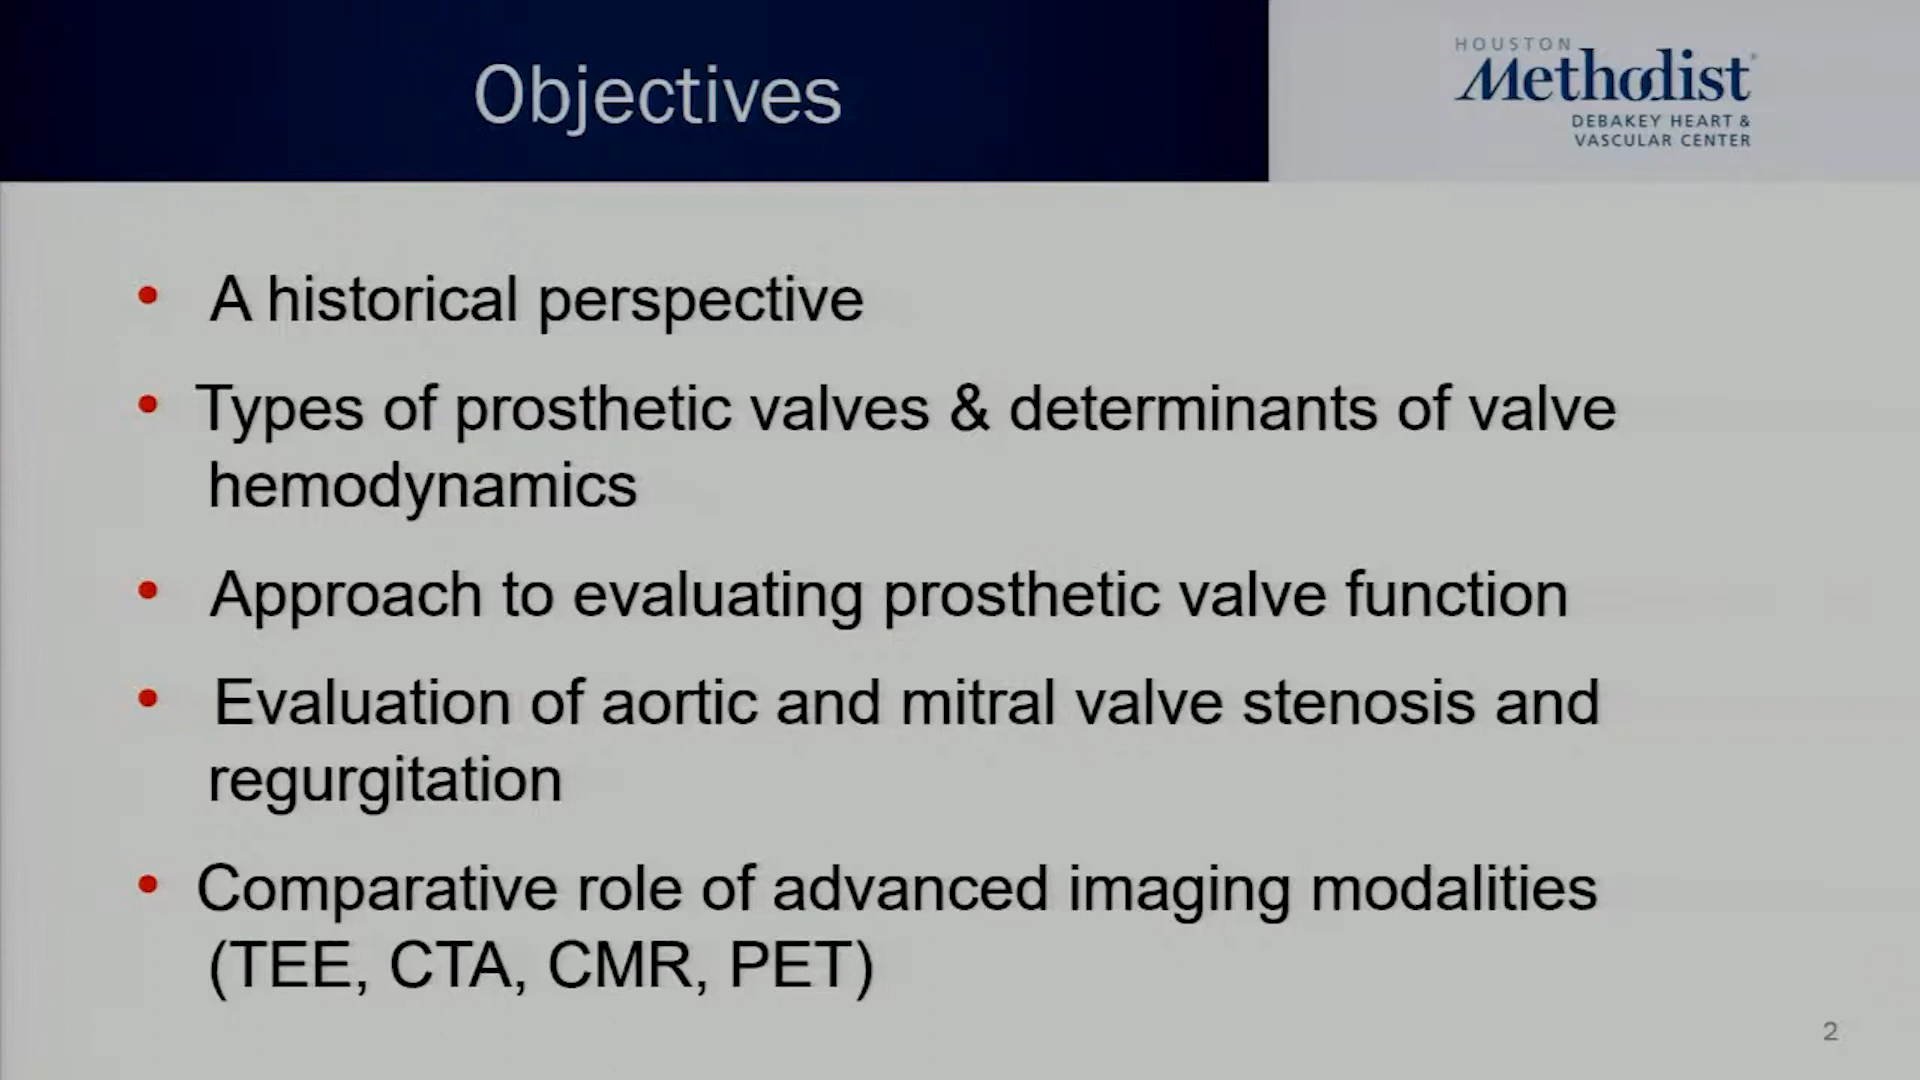 Objectives
HOUSTON
Methodist
DEBAKEY HEART &
VASCULAR CENTER
• A historical perspective
• Types of prosthetic valves & determinants of valve
hemodynamics
• Approach to evaluating prosthetic valve function
• Evaluation of aortic and mitral valve stenosis and
regurgitation
• Comparative role of advanced imaging modalities
(TEE, CTA, CMR, PET)
2